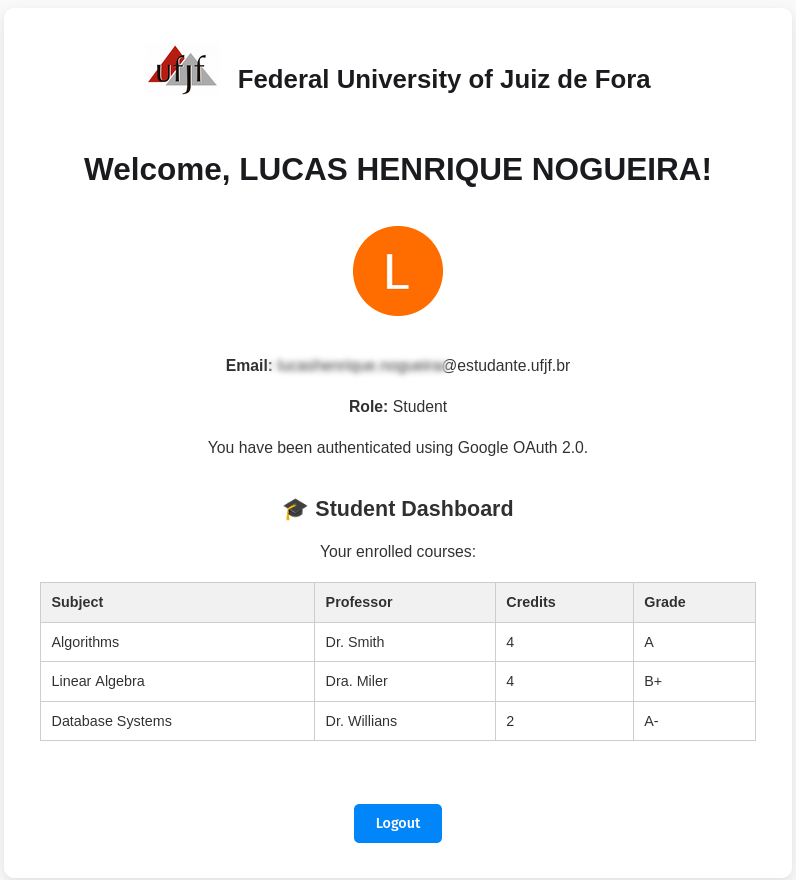 ufjf Federal University of Juiz de Fora
Welcome, LUCAS HENRIQUE NOGUEIRA!
L
Email: @estudante.ufjf.br
Role: Student
You have been authenticated using Google OAuth 2.0.
🎓 Student Dashboard
Your enrolled courses:
Subject Professor Credits Grade
Algorithms Dr. Smith 4 A
Linear Algebra Dra. Miler 4 B+
Database Systems Dr. Willians 2 A-
Logout